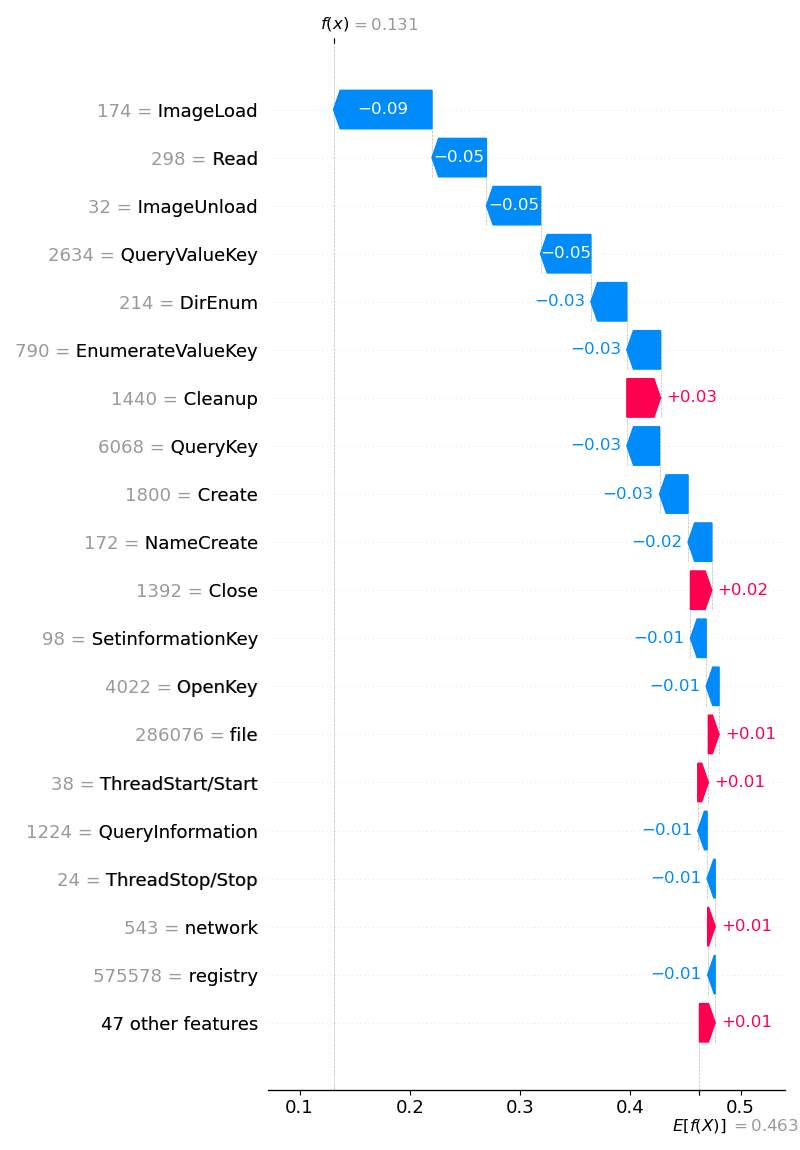 f(x) = 0.131
174 = ImageLoad −0.09
298 = Read −0.05
32 = ImageUnload −0.05
2634 = QueryValueKey −0.05
214 = DirEnum −0.03
790 = EnumerateValueKey −0.03
1440 = Cleanup +0.03
6068 = QueryKey −0.03
1800 = Create −0.03
172 = NameCreate −0.02
1392 = Close +0.02
98 = SetinformationKey −0.01
4022 = OpenKey −0.01
286076 = file +0.01
38 = ThreadStart/Start +0.01
1224 = QueryInformation −0.01
24 = ThreadStop/Stop −0.01
543 = network +0.01
575578 = registry −0.01
47 other features +0.01
0.1 0.2 0.3 0.4 0.5
E[f(X)] = 0.463